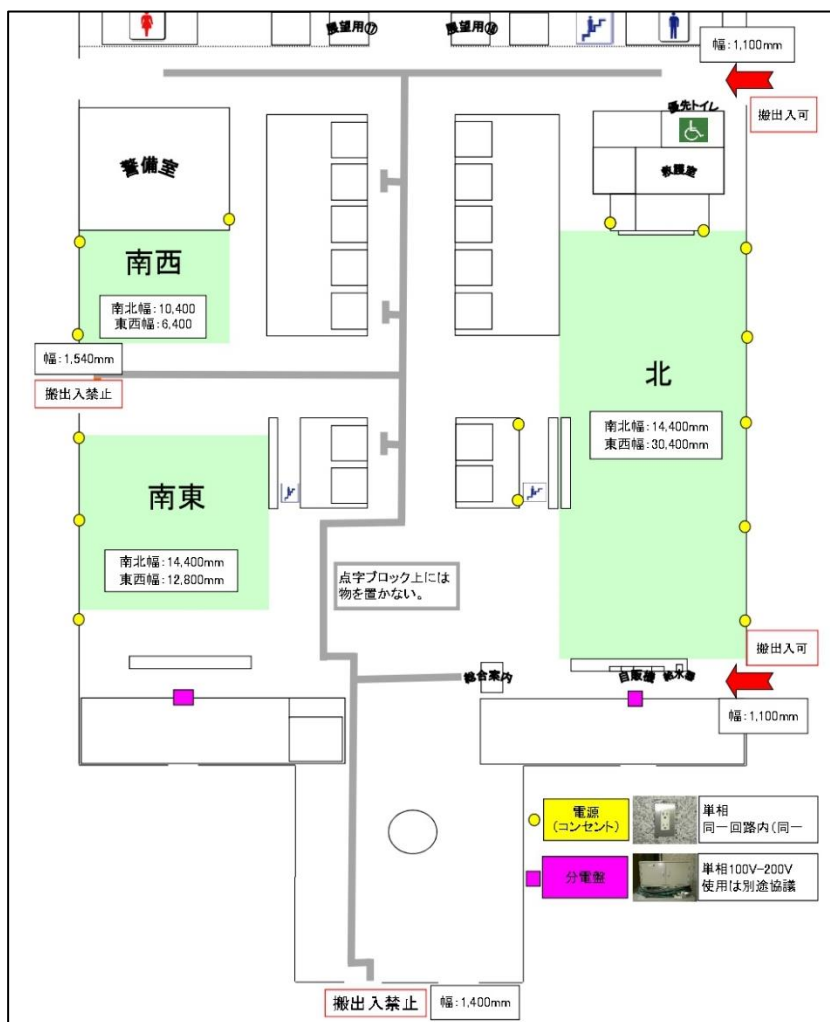 展望用⑰
展望用⑱
幅:1,100mm
搬出入可
優先トイレ
救護室
警備室
南西
南北幅:10,400
東西幅:6,400
幅:1,540mm
搬出入禁止
北
南北幅:14,400mm
東西幅:30,400mm
南東
南北幅:14,400mm
東西幅:12,800mm
点字ブロック上には
物を置かない。
搬出入可
総合案内
自販機
給水器
幅:1,100mm
電源
(コンセント)
単相
同一回路内(同一
分電盤
単相100V-200V
使用は別途協議
搬出入禁止
幅:1,400mm